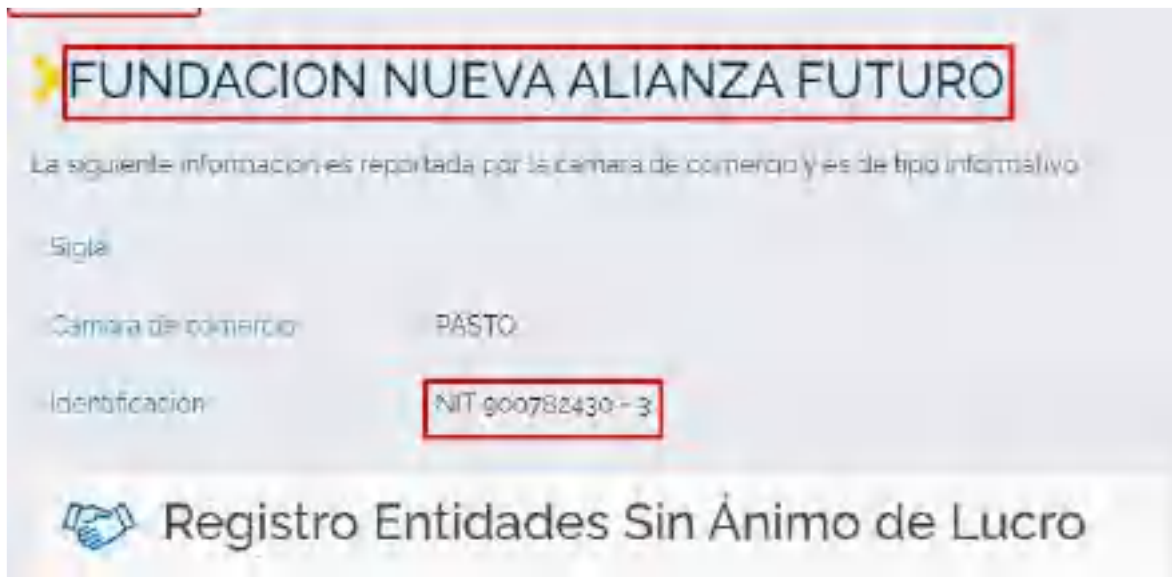 FUNDACION NUEVA ALIANZA FUTURO
La siguiente informacion es reportada por la camara de comercio y es de tipo informativo
Sigla
Camara de comercio PASTO
Identificación NIT 900782430 - 3
Registro Entidades Sin Ánimo de Lucro